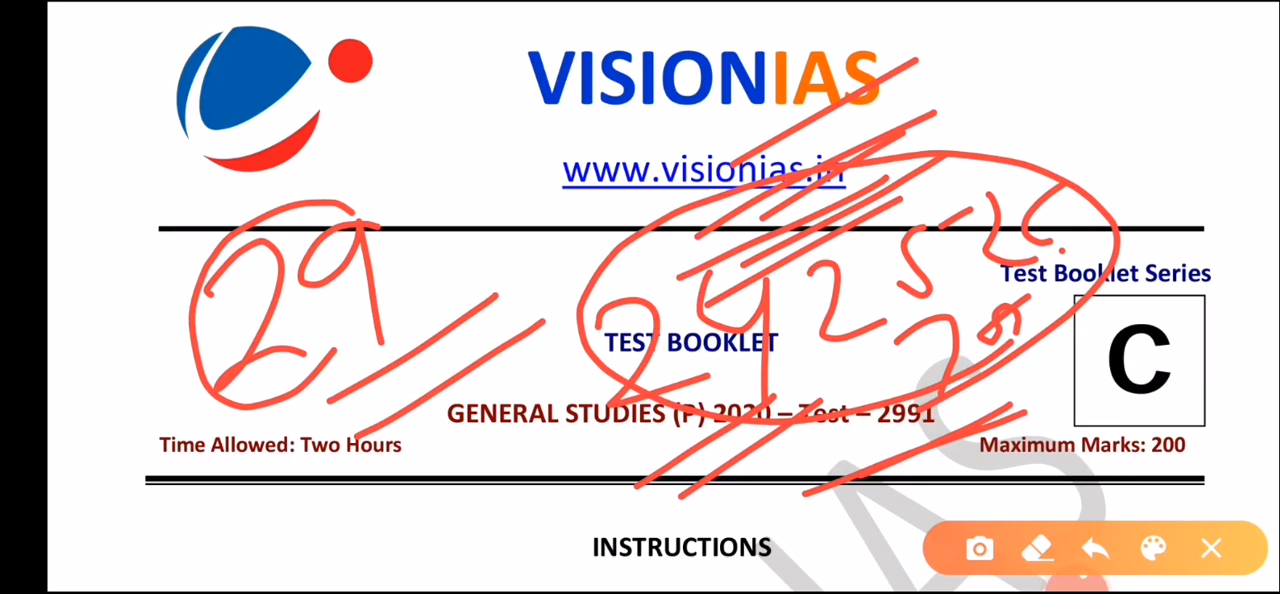 VISIONIAS
www.visionias.in
29
24 25-26
28
Test Booklet Series
TEST BOOKLET
C
GENERAL STUDIES (P) 2020 – Test – 2991
Time Allowed: Two Hours
Maximum Marks: 200
INSTRUCTIONS